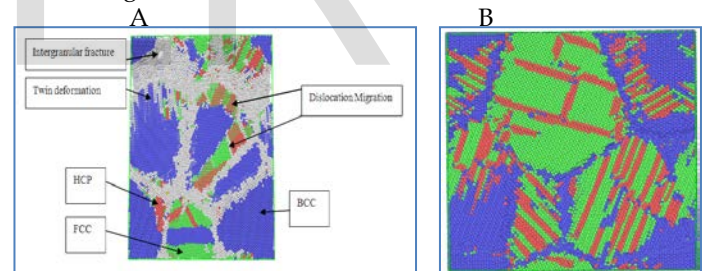 A
B
Intergranular fracture
Twin deformation
Dislocation Migration
HCP
BCC
FCC